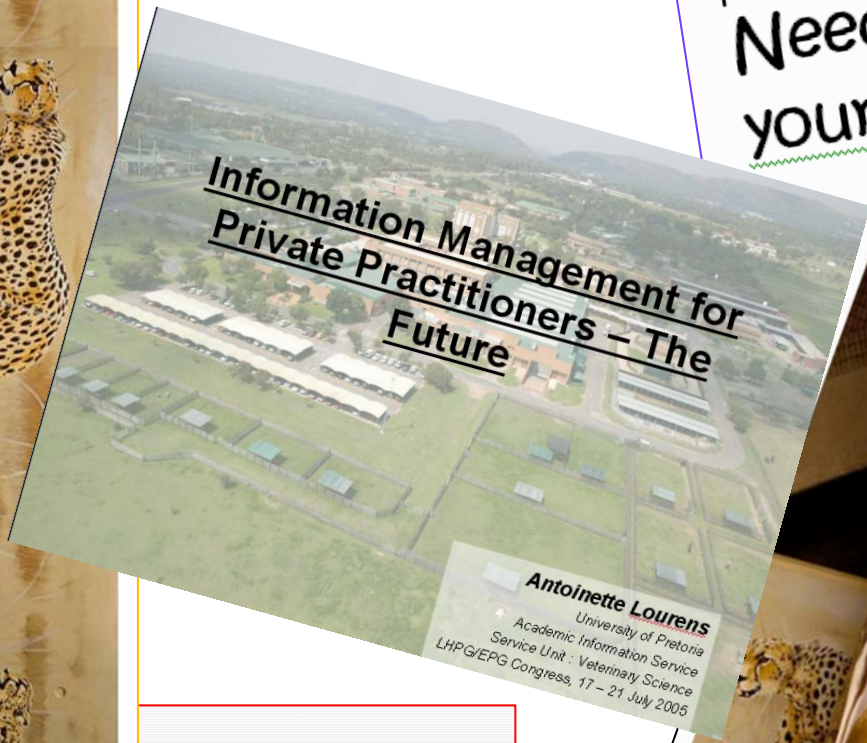 Need
your
Information Management for
Private Practitioners – The
Future
Antoinette Lourens
University of Pretoria
Academic Information Service
Service Unit : Veterinary Science
LHPG/EPG Congress, 17 – 21 July 2005